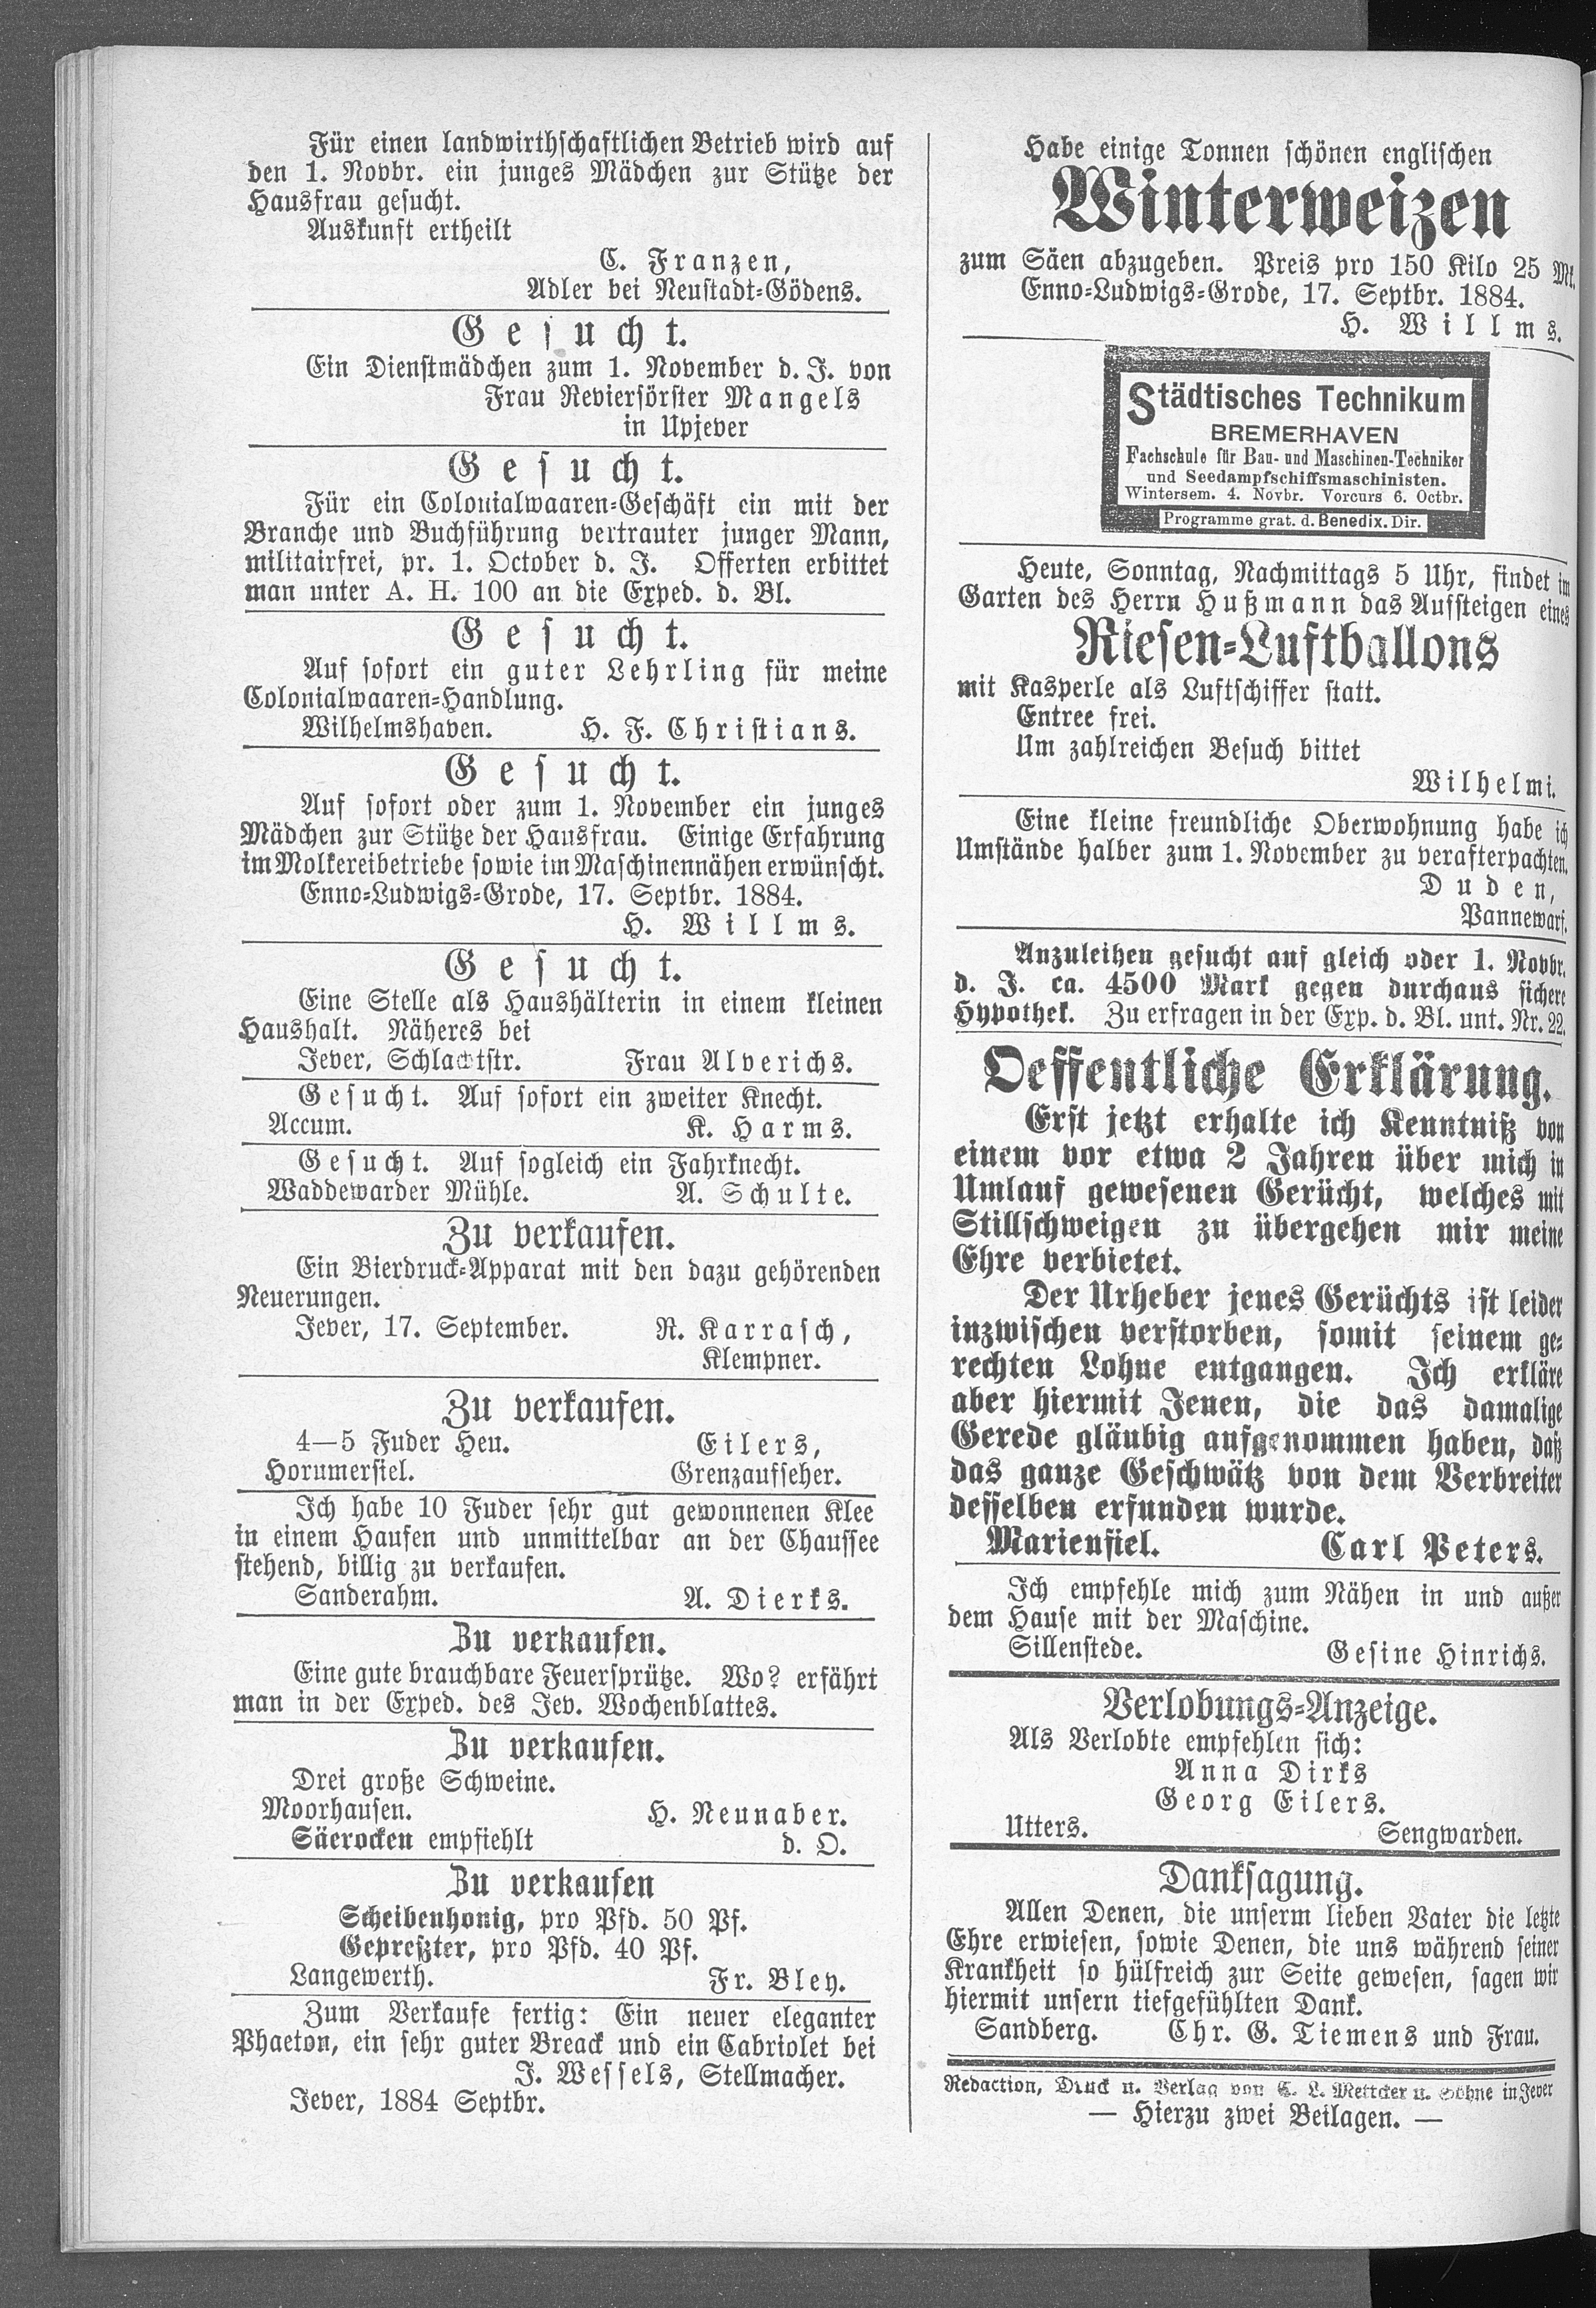 Für einen landwirthschaftlichen Betrieb wird auf
den 1. Novbr. ein junges Mädchen zur Stütze der
Hausfrau gesucht.
Auskunft ertheilt
C. Franzen,
Adler bei Neustadt-Gödens.
Gesucht.
Ein Dienstmädchen zum 1. November d. J. von
Frau Revierförster Mangels
in Upjever
Gesucht.
Für ein Colonialwaaren-Geschäft ein mit der
Branche und Buchführung vertrauter junger Mann,
militairfrei, pr. 1. October d. J. Offerten erbittet
man unter A. H. 100 an die Exped. d. Bl.
Gesucht.
Auf sofort ein guter Lehrling für meine
Colonialwaaren-Handlung.
Wilhelmshaven. H. F. Christians.
Gesucht.
Auf sofort oder zum 1. November ein junges
Mädchen zur Stütze der Hausfrau. Einige Erfahrung
im Molkereibetriebe sowie im Maschinennähen erwünscht.
Enno-Ludwigs-Grode, 17. Septbr. 1884.
H. Willms.
Gesucht.
Eine Stelle als Haushälterin in einem kleinen
Haushalt. Näheres bei
Jever, Schlachtstr. Frau Alverichs.
Gesucht. Auf sofort ein zweiter Knecht.
Accum. K. Harms.
Gesucht. Auf sogleich ein Fahrknecht.
Waddewarder Mühle. A. Schulte.
Zu verkaufen.
Ein Bierdruck-Apparat mit den dazu gehörenden
Neuerungen.
Jever, 17. September. R. Karrasch,
Klempner.
Zu verkaufen.
4—5 Fuder Heu. Eilers,
Horumersiel. Grenzaufseher.
Ich habe 10 Fuder sehr gut gewonnenen Klee
in einem Haufen und unmittelbar an der Chaussee
stehend, billig zu verkaufen.
Sanderahm. A. Dierks.
Zu verkaufen.
Eine gute brauchbare Feuersprütze. Wo? erfährt
man in der Exped. des Jev. Wochenblattes.
Zu verkaufen.
Drei große Schweine.
Moorhausen. H. Neunaber.
Säerocken empfiehlt d. O.
Zu verkaufen
Scheibenhonig, pro Pfd. 50 Pf.
Gepreßter, pro Pfd. 40 Pf.
Langewerth. Fr. Bley.
Zum Verkaufe fertig: Ein neuer eleganter
Phaeton, ein sehr guter Breack und ein Cabriolet bei
J. Wessels, Stellmacher.
Jever, 1884 Septbr.
Habe einige Tonnen schönen englischen
Winterweizen
zum Säen abzugeben. Preis pro 150 Kilo 25 Mk.
Enno-Ludwigs-Grode, 17. Septbr. 1884.
H. Willms.
Städtisches Technikum
BREMERHAVEN
Fachschule für Bau- und Maschinen-Techniker
und Seedampfschiffsmaschinisten.
Wintersem. 4. Novbr. Vorcurs 6. Octbr.
Programme grat. d. Benedix. Dir.
Heute, Sonntag, Nachmittags 5 Uhr, findet im
Garten des Herrn Hußmann das Aufsteigen eines
Riesen-Luftballons
mit Kasperle als Luftschiffer statt.
Entree frei.
Um zahlreichen Besuch bittet
Wilhelmi.
Eine kleine freundliche Oberwohnung habe ich
Umstände halber zum 1. November zu verafterpachten.
Duden,
Pannewarf.
Anzuleihen gesucht auf gleich oder 1. Novbr.
d. J. ca. 4500 Mark gegen durchaus sichere
Hypothek. Zu erfragen in der Exp. d. Bl. unt. Nr. 22.
Oeffentliche Erklärung.
Erst jetzt erhalte ich Kenntniß von
einem vor etwa 2 Jahren über mich in
Umlauf gewesenen Gerücht, welches mit
Stillschweigen zu übergehen mir meine
Ehre verbietet.
Der Urheber jenes Gerüchts ist leider
inzwischen verstorben, somit seinem ge-
rechten Lohne entgangen. Ich erkläre
aber hiermit Jenen, die das damalige
Gerede gläubig aufgenommen haben, daß
das ganze Geschwätz von dem Verbreiter
desselben erfunden wurde.
Mariensiel. Carl Peters.
Ich empfehle mich zum Nähen in und außer
dem Hause mit der Maschine.
Sillenstede. Gesine Hinrichs.
Verlobungs-Anzeige.
Als Verlobte empfehlen sich:
Anna Dirks
Georg Eilers.
Utters. Sengwarden.
Danksagung.
Allen Denen, die unserm lieben Vater die letzte
Ehre erwiesen, sowie Denen, die uns während seiner
Krankheit so hülfreich zur Seite gewesen, sagen wir
hiermit unsern tiefgefühlten Dank.
Sandberg. Chr. G. Tiemens und Frau.
Redaction, Druck u. Verlag von C. L. Mettcker u. Söhne in Jever
— Hierzu zwei Beilagen. —